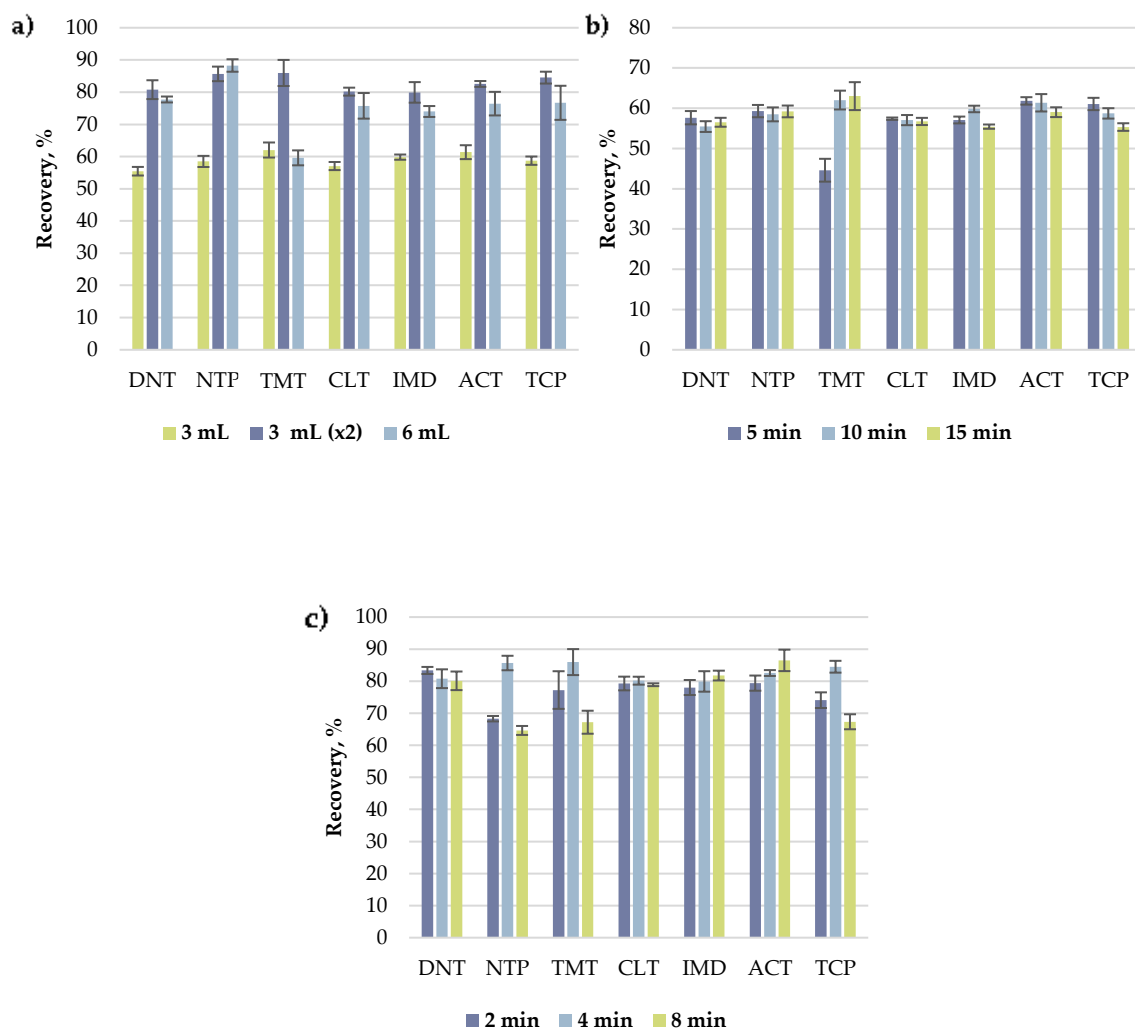 a)
100
90
80
70
60
50
40
30
20
10
0
Recovery, %
DNT NTP TMT CLT IMD ACT TCP
3 mL 3 mL (x2) 6 mL
b)
80
70
60
50
40
30
20
10
0
Recovery, %
DNT NTP TMT CLT IMD ACT TCP
5 min 10 min 15 min
c)
100
90
80
70
60
50
40
30
20
10
0
Recovery, %
DNT NTP TMT CLT IMD ACT TCP
2 min 4 min 8 min